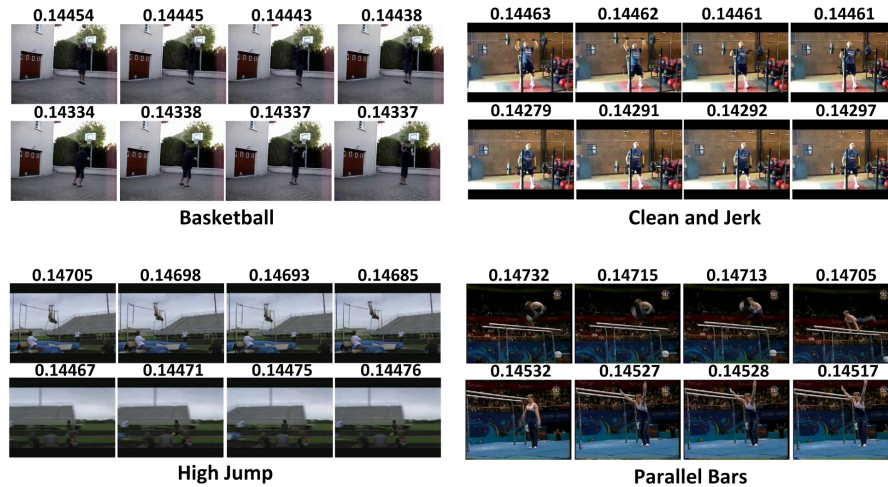 0.14454 0.14445 0.14443 0.14438
0.14334 0.14338 0.14337 0.14337
Basketball
0.14463 0.14462 0.14461 0.14461
0.14279 0.14291 0.14292 0.14297
Clean and Jerk
0.14705 0.14698 0.14693 0.14685
0.14467 0.14471 0.14475 0.14476
High Jump
0.14732 0.14715 0.14713 0.14705
0.14532 0.14527 0.14528 0.14517
Parallel Bars